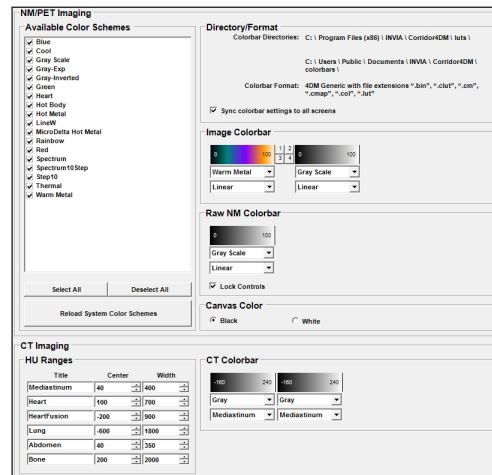 NM/PET Imaging
Available Color Schemes
Blue
Cool
Gray Scale
Gray-Exp
Gray-Inverted
Green
Heart
Hot Body
Hot Metal
LineW
MicroDelta Hot Metal
Rainbow
Red
Spectrum
Spectrum10Step
Step10
Thermal
Warm Metal
Select All Deselect All
Reload System Color Schemes
Directory/Format
Colorbar Directories: C: \ Program Files (x86) \ INVIA \ Corridor4DM \ luts \
C: \ Users \ Public \ Documents \ INVIA \ Corridor4DM \
colorbars \
Colorbar Format: 4DM Generic with file extensions ".bin", ".clut", ".cm",
".cmap", ".col", ".lut"
Sync colorbar settings to all screens
Image Colorbar
0 100 1 2 0 100
3 4
Warm Metal Gray Scale
Linear Linear
Raw NM Colorbar
0 100
Gray Scale
Linear
Lock Controls
Canvas Color
Black White
CT Imaging
HU Ranges
Title Center Width
Mediastinum 40 400
Heart 100 700
HeartFusion -200 900
Lung -600 1800
Abdomen 40 350
Bone 200 2000
CT Colorbar
-160 240 -160 240
Gray Gray
Mediastinum Mediastinum